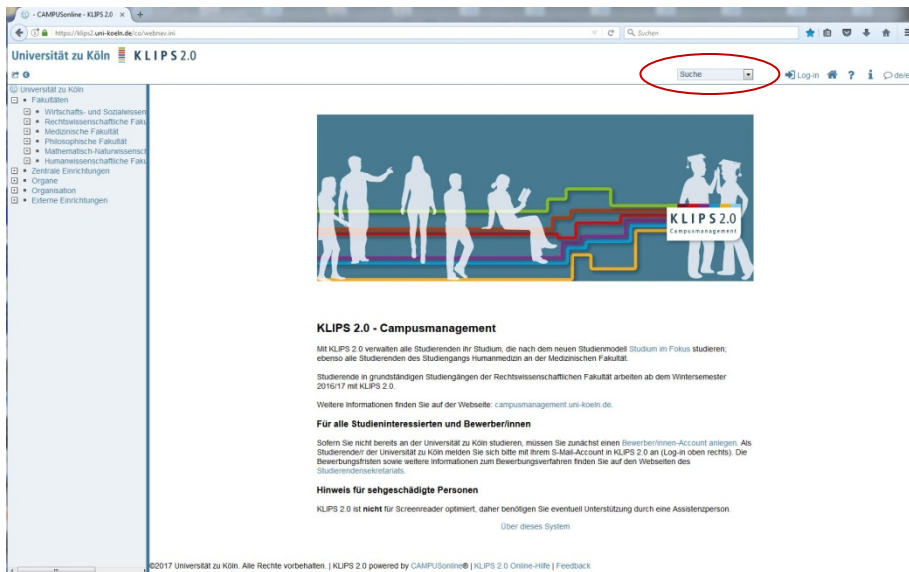 - CAMPUSonline - KLIPS 2.0
https://klips2.uni-koeln.de/co/webnav.ini
Suchen
Universität zu Köln KLIPS 2.0
Suche
Log-in
de/e
Universität zu Köln
Fakultäten
Wirtschafts- und Sozialwissen
Rechtswissenschaftliche Faku
Medizinische Fakultät
Philosophische Fakultät
Mathematisch-Naturwissensch
Humanwissenschaftliche Faku
Zentrale Einrichtungen
Organe
Organisation
Externe Einrichtungen
KLIPS 2.0
Campusmanagement
KLIPS 2.0 - Campusmanagement
Mit KLIPS 2.0 verwalten alle Studierenden ihr Studium, die nach dem neuen Studienmodell Studium im Fokus studieren;
ebenso alle Studierenden des Studiengangs Humanmedizin an der Medizinischen Fakultät.
Studierende in grundständigen Studiengängen der Rechtswissenschaftlichen Fakultät arbeiten ab dem Wintersemester
2016/17 mit KLIPS 2.0.
Weitere Informationen finden Sie auf der Webseite: campusmanagement.uni-koeln.de.
Für alle Studieninteressierten und Bewerber/innen
Sofern Sie nicht bereits an der Universität zu Köln studieren, müssen Sie zunächst einen Bewerber/innen-Account anlegen. Als
Studierende/r der Universität zu Köln melden Sie sich bitte mit Ihrem S-Mail-Account in KLIPS 2.0 an (Log-in oben rechts). Die
Bewerbungsfristen sowie weitere Informationen zum Bewerbungsverfahren finden Sie auf den Webseiten des
Studierendensekretariats.
Hinweis für sehgeschädigte Personen
KLIPS 2.0 ist nicht für Screenreader optimiert, daher benötigen Sie eventuell Unterstützung durch eine Assistenzperson.
Über dieses System
©2017 Universität zu Köln. Alle Rechte vorbehalten. | KLIPS 2.0 powered by CAMPUSonline® | KLIPS 2.0 Online-Hilfe | Feedback